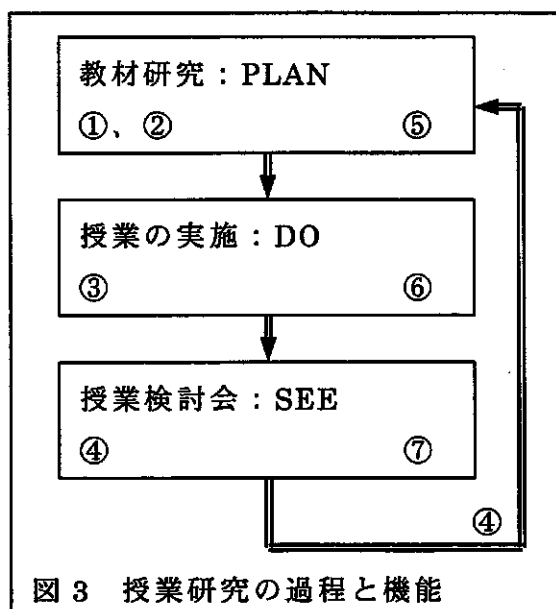 教材研究：PLAN
①、②　⑤
授業の実施：DO
③　⑥
授業検討会：SEE
④　⑦
④
図3　授業研究の過程と機能